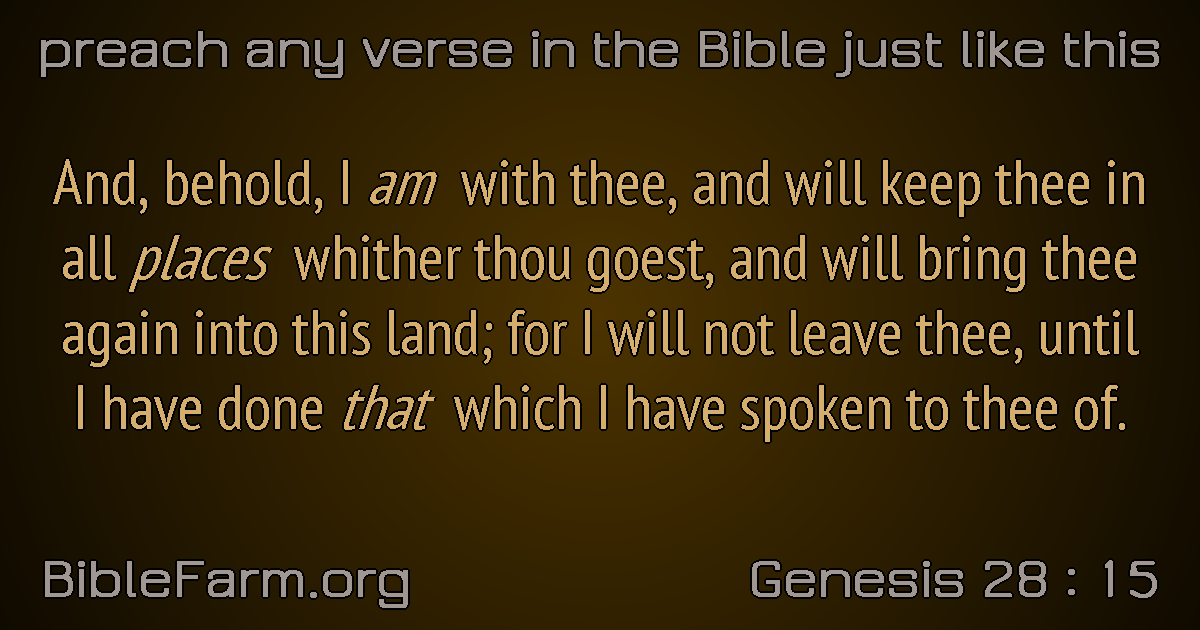 preach any verse in the Bible just like this
And, behold, I am with thee, and will keep thee in
all places whither thou goest, and will bring thee
again into this land; for I will not leave thee, until
I have done that which I have spoken to thee of.
BibleFarm.org
Genesis 28 : 15